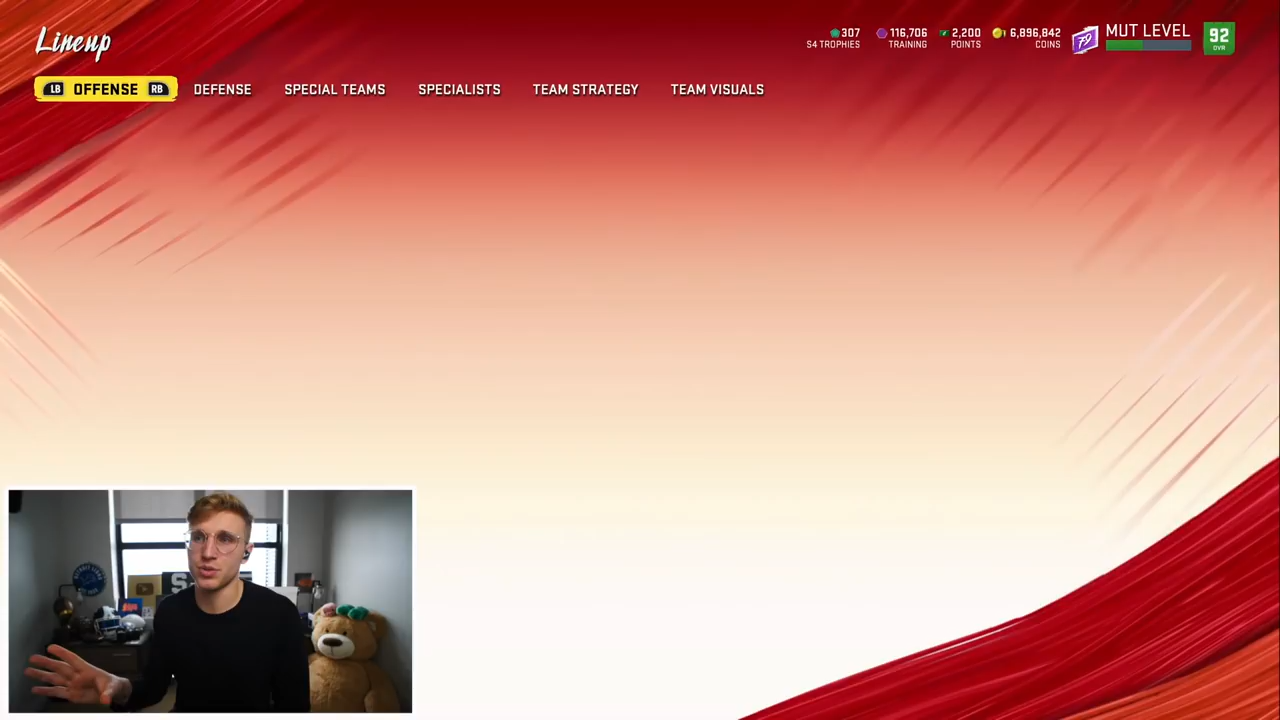 Lineup
307
S4 TROPHIES
116,706
TRAINING
2,200
POINTS
6,896,842
COINS
79
MUT LEVEL
92
OVR
LB OFFENSE RB DEFENSE SPECIAL TEAMS SPECIALISTS TEAM STRATEGY TEAM VISUALS